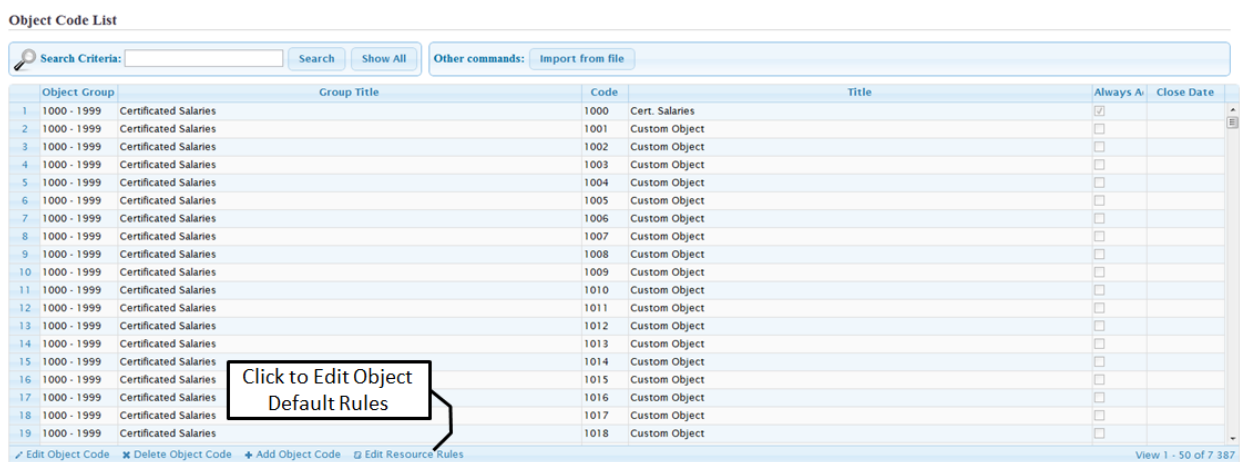 Object Code List
Search Criteria: Search Show All Other commands: Import from file
Object Group Group Title Code Title Always A Close Date
1 1000 - 1999 Certificated Salaries 1000 Cert. Salaries
2 1000 - 1999 Certificated Salaries 1001 Custom Object
3 1000 - 1999 Certificated Salaries 1002 Custom Object
4 1000 - 1999 Certificated Salaries 1003 Custom Object
5 1000 - 1999 Certificated Salaries 1004 Custom Object
6 1000 - 1999 Certificated Salaries 1005 Custom Object
7 1000 - 1999 Certificated Salaries 1006 Custom Object
8 1000 - 1999 Certificated Salaries 1007 Custom Object
9 1000 - 1999 Certificated Salaries 1008 Custom Object
10 1000 - 1999 Certificated Salaries 1009 Custom Object
11 1000 - 1999 Certificated Salaries 1010 Custom Object
12 1000 - 1999 Certificated Salaries 1011 Custom Object
13 1000 - 1999 Certificated Salaries 1012 Custom Object
14 1000 - 1999 Certificated Salaries 1013 Custom Object
15 1000 - 1999 Certificated Salaries 1014 Custom Object
16 1000 - 1999 Certificated Salaries 1015 Custom Object
17 1000 - 1999 Certificated Salaries 1016 Custom Object
18 1000 - 1999 Certificated Salaries 1017 Custom Object
19 1000 - 1999 Certificated Salaries 1018 Custom Object
Click to Edit Object
Default Rules
Edit Object Code Delete Object Code Add Object Code Edit Resource Rules View 1 - 50 of 7 387